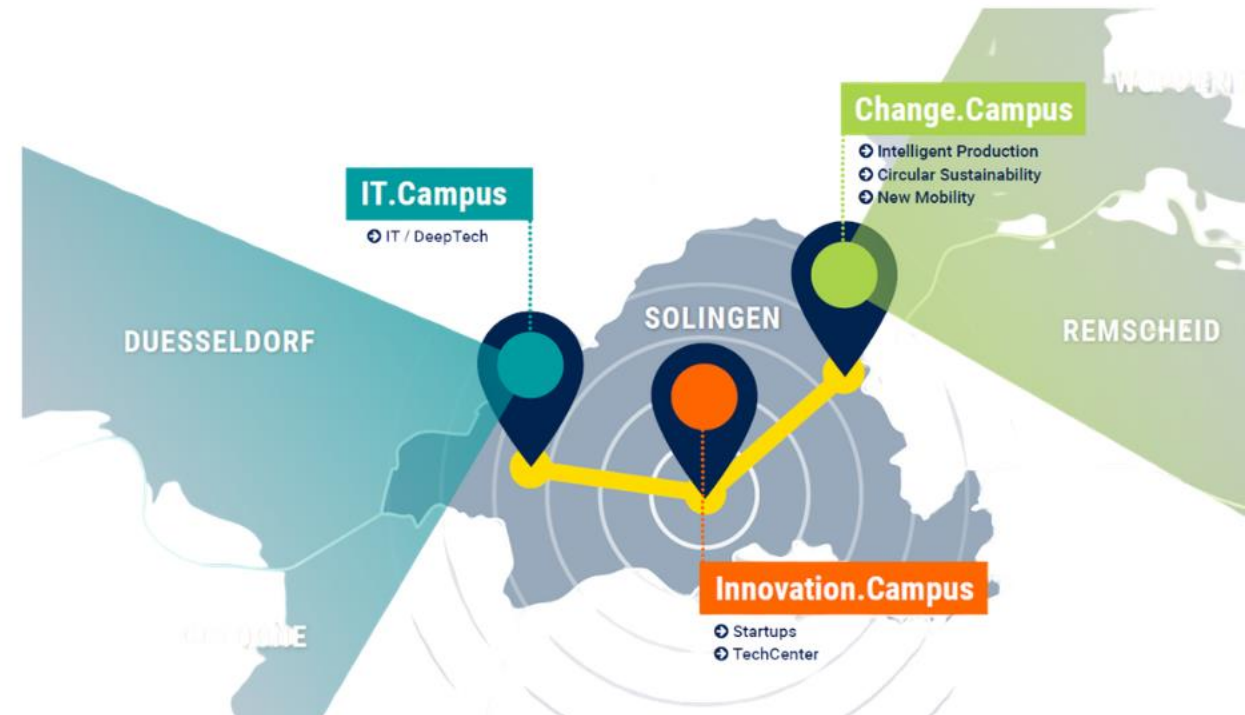 Change.Campus
Intelligent Production
Circular Sustainability
New Mobility
IT.Campus
IT / DeepTech
DUESSELDORF
SOLINGEN
REMSCHEID
Innovation.Campus
Startups
TechCenter